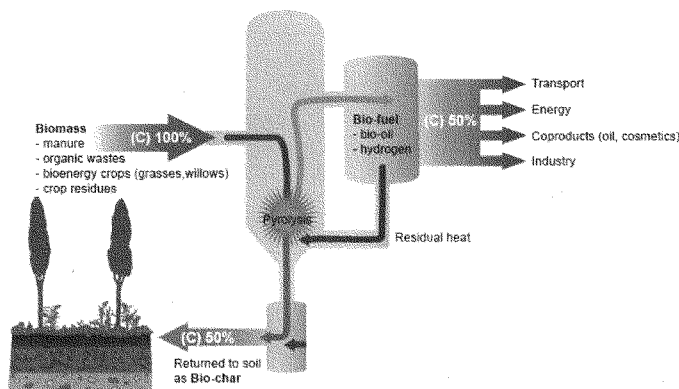 Biomass
- manure
- organic wastes
- bioenergy crops (grasses,willows)
- crop residues
(C) 100%
Pyrolysis
Bio-fuel
- bio-oil
- hydrogen
(C) 50%
Transport
Energy
Coproducts (oil, cosmetics)
Industry
Residual heat
(C) 50%
Returned to soil
as Bio-char